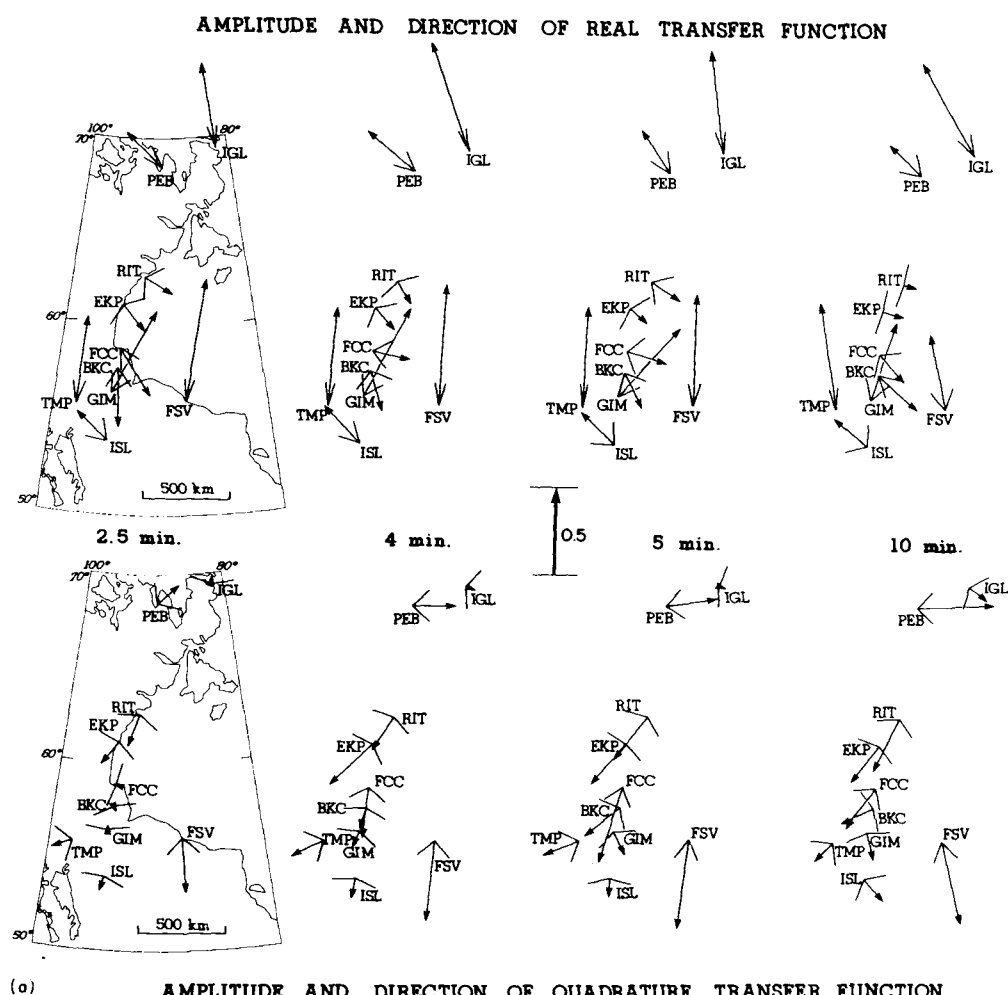 AMPLITUDE AND DIRECTION OF REAL TRANSFER FUNCTION
100° 80°
70°
IGL
PEB
RIT
EKP
60°
FCC
BKC
GIM
TMP
FSV
ISL
50°
500 km
IGL
PEB
RIT
EKP
FCC
BKC
GIM
TMP
FSV
ISL
IGL
PEB
RIT
EKP
FCC
BKC
GIM
TMP
FSV
ISL
IGL
PEB
RIT
EKP
FCC
BKC
GIM
TMP
FSV
ISL
0.5
2.5 min. 4 min. 5 min. 10 min.
100° 80°
70°
IGL
PEB
RIT
EKP
60°
FCC
BKC
GIM
FSV
TMP
ISL
50°
500 km
IGL
PEB
RIT
EKP
FCC
BKC
TMP
GIM
FSV
ISL
IGL
PEB
RIT
EKP
FCC
BKC
TMP
GIM
FSV
ISL
IGL
PEB
RIT
EKP
FCC
BKC
TMP
GIM
FSV
ISL
(a) AMPLITUDE AND DIRECTION OF QUADRATURE TRANSFER FUNCTION